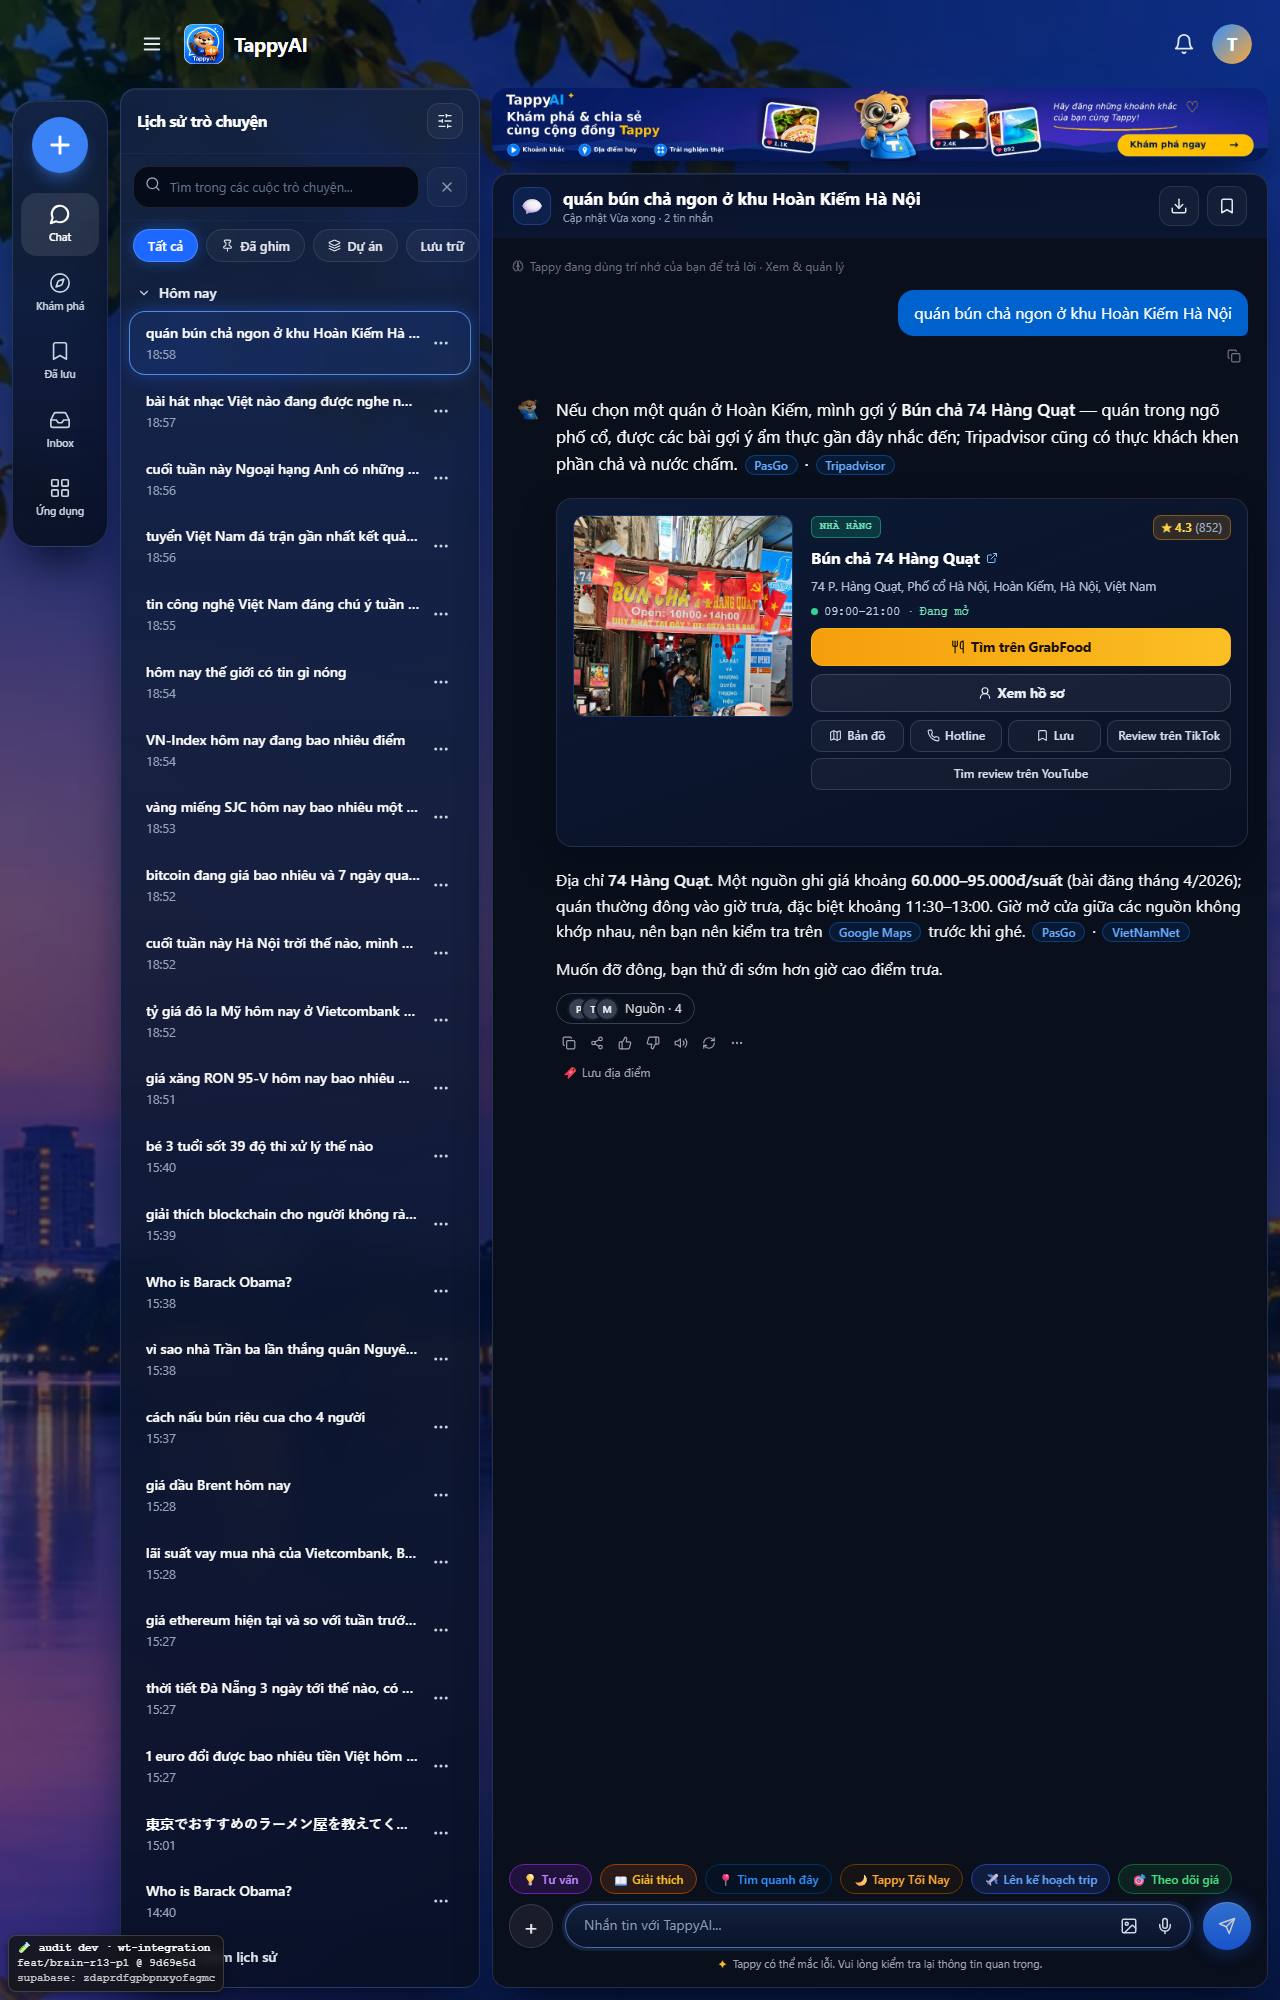 TappyAI
T
TappyAI
Khám phá & chia sẻ
cùng cộng đồng Tappy
Khoảnh khắc
Địa điểm hay
Trải nghiệm thật
1.1K
2.4K
892
Hãy đăng những khoảnh khắc
của bạn cùng Tappy!
Khám phá ngay →
Chat
Khám phá
Đã lưu
Inbox
Ứng dụng
Lịch sử trò chuyện
Tìm trong các cuộc trò chuyện...
Tất cả
Đã ghim
Dự án
Lưu trữ
Hôm nay
quán bún chả ngon ở khu Hoàn Kiếm Hà ...
18:58
bài hát nhạc Việt nào đang được nghe n...
18:57
cuối tuần này Ngoại hạng Anh có những ...
18:56
tuyển Việt Nam đá trận gần nhất kết quả...
18:56
tin công nghệ Việt Nam đáng chú ý tuần ...
18:55
hôm nay thế giới có tin gì nóng
18:54
VN-Index hôm nay đang bao nhiêu điểm
18:54
vàng miếng SJC hôm nay bao nhiêu một ...
18:53
bitcoin đang giá bao nhiêu và 7 ngày qua...
18:52
cuối tuần này Hà Nội trời thế nào, mình ...
18:52
tỷ giá đô la Mỹ hôm nay ở Vietcombank ...
18:52
giá xăng RON 95-V hôm nay bao nhiêu ...
18:51
bé 3 tuổi sốt 39 độ thì xử lý thế nào
15:40
giải thích blockchain cho người không rà...
15:39
Who is Barack Obama?
15:38
vì sao nhà Trần ba lần thắng quân Nguyê...
15:38
cách nấu bún riêu cua cho 4 người
15:37
giá dầu Brent hôm nay
15:28
lãi suất vay mua nhà của Vietcombank, B...
15:28
giá ethereum hiện tại và so với tuần trướ...
15:27
thời tiết Đà Nẵng 3 ngày tới thế nào, có ...
15:27
1 euro đổi được bao nhiêu tiền Việt hôm ...
15:27
東京でおすすめのラーメン屋を教えてく...
15:01
Who is Barack Obama?
14:40
lịch sử
audit dev · wt-integration
feat/brain-r13-p1 @ 9d69e5d
supabase: zdaprdfgpbpnxyofagmc
quán bún chả ngon ở khu Hoàn Kiếm Hà Nội
Cập nhật Vừa xong · 2 tin nhắn
Tappy đang dùng trí nhớ của bạn để trả lời · Xem & quản lý
quán bún chả ngon ở khu Hoàn Kiếm Hà Nội
Nếu chọn một quán ở Hoàn Kiếm, mình gợi ý Bún chả 74 Hàng Quạt — quán trong ngõ
phố cổ, được các bài gợi ý ẩm thực gần đây nhắc đến; Tripadvisor cũng có thực khách khen
phần chả và nước chấm. PasGo · Tripadvisor
74
BÚN CHẢ 74 HÀNG QUẠT
Open: 10h00 - 14h00
NHÀ HÀNG
★ 4.3 (852)
Bún chả 74 Hàng Quạt
74 P. Hàng Quạt, Phố cổ Hà Nội, Hoàn Kiếm, Hà Nội, Việt Nam
09:00–21:00 · Đang mở
Tìm trên GrabFood
Xem hồ sơ
Bản đồ
Hotline
Lưu
Review trên TikTok
Tìm review trên YouTube
Địa chỉ 74 Hàng Quạt. Một nguồn ghi giá khoảng 60.000–95.000đ/suất (bài đăng tháng 4/2026);
quán thường đông vào giờ trưa, đặc biệt khoảng 11:30–13:00. Giờ mở cửa giữa các nguồn không
khớp nhau, nên bạn nên kiểm tra trên Google Maps trước khi ghé. PasGo · VietNamNet
Muốn đỡ đông, bạn thử đi sớm hơn giờ cao điểm trưa.
P T M Nguồn · 4
Lưu địa điểm
Tư vấn
Giải thích
Tìm quanh đây
Tappy Tối Nay
Lên kế hoạch trip
Theo dõi giá
Nhắn tin với TappyAI...
Tappy có thể mắc lỗi. Vui lòng kiểm tra lại thông tin quan trọng.